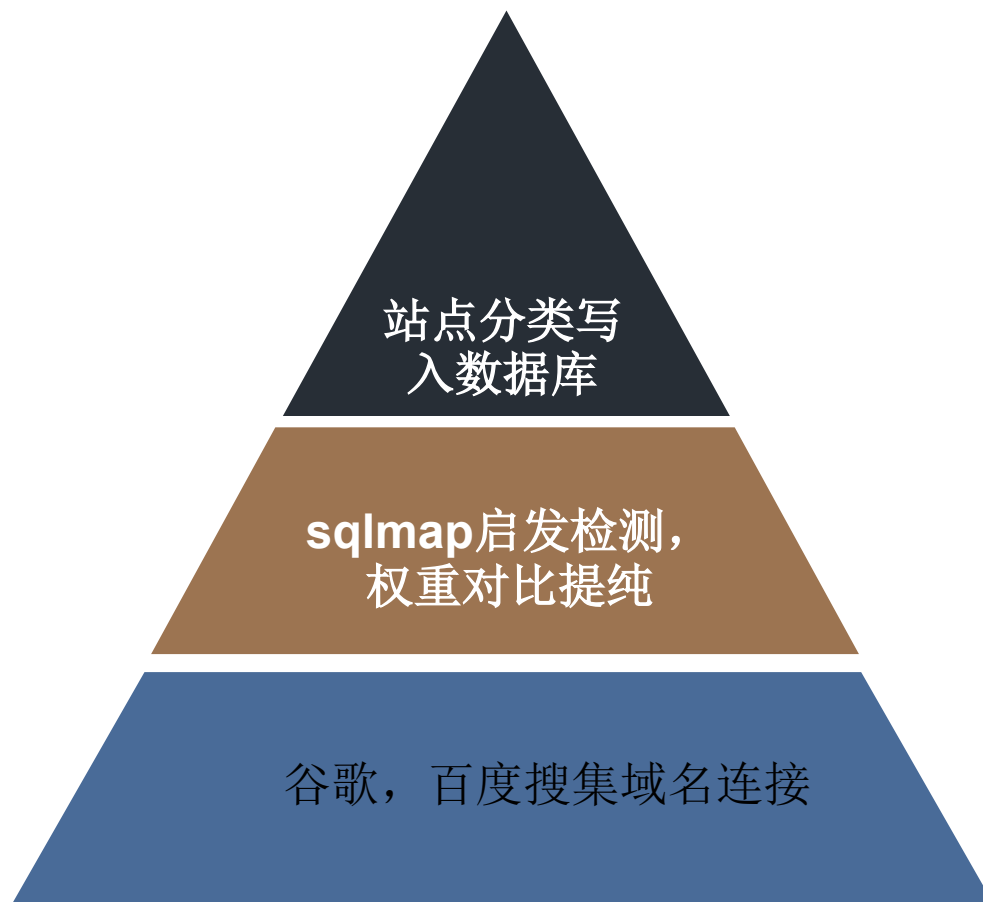 站点分类写
入数据库
sqlmap启发检测，
权重对比提纯
谷歌，百度搜集域名连接